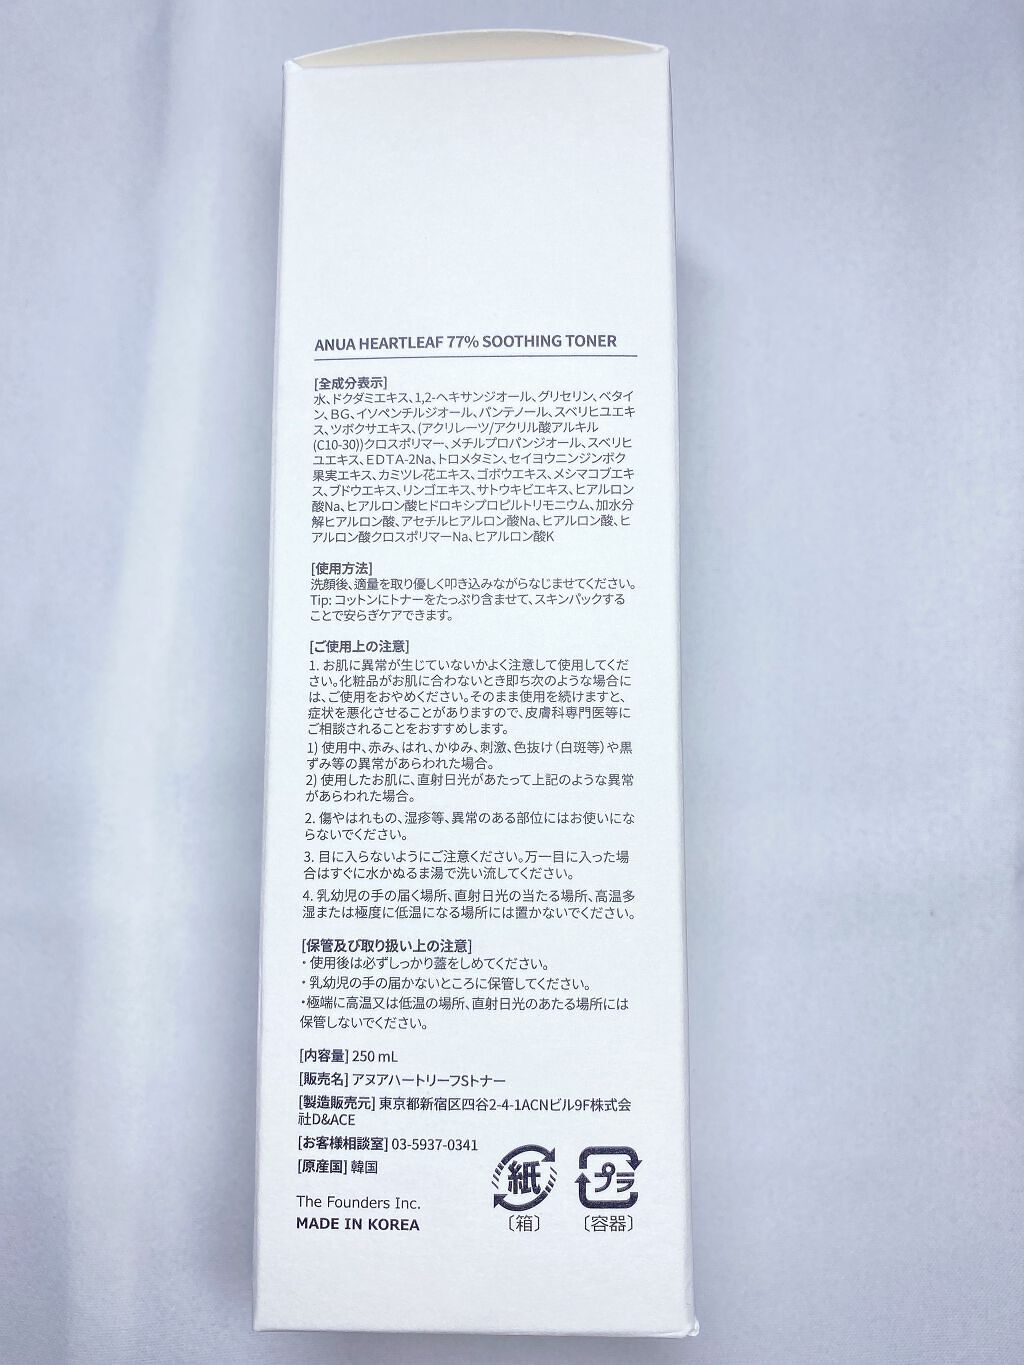 ANUA HEARTLEAF 77% SOOTHING TONER
[全成分表示]
水、ドクダミエキス、1,2-ヘキサンジオール、グリセリン、ベタイ
ン、BG、イソペンチルジオール、パンテノール、スベリヒユエキ
ス、ツボクサエキス、(アクリレーツ/アクリル酸アルキル
(C10-30))クロスポリマー、メチルプロパンジオール、スベリヒ
ユエキス、EDTA-2Na、トロメタミン、セイヨウニンジンボク
果実エキス、カミツレ花エキス、ゴボウエキス、メシマコブエキ
ス、ブドウエキス、リンゴエキス、サトウキビエキス、ヒアルロン
酸Na、ヒアルロン酸ヒドロキシプロピルトリモニウム、加水分
解ヒアルロン酸、アセチルヒアルロン酸Na、ヒアルロン酸、ヒ
アルロン酸クロスポリマーNa、ヒアルロン酸K
[使用方法]
洗顔後、適量を取り優しく叩き込みながらなじませてください。
Tip: コットンにトナーをたっぷり含ませて、スキンパックする
ことで安らぎケアできます。
[ご使用上の注意]
1. お肌に異常が生じていないかよく注意して使用してくだ
さい。化粧品がお肌に合わないとき即ち次のような場合に
は、ご使用をおやめください。そのまま使用を続けますと、
症状を悪化させることがありますので、皮膚科専門医等に
ご相談されることをおすすめします。
1) 使用中、赤み、はれ、かゆみ、刺激、色抜け(白斑等)や黒
ずみ等の異常があらわれた場合。
2) 使用したお肌に、直射日光があたって上記のような異常
があらわれた場合。
2. 傷やはれもの、湿疹等、異常のある部位にはお使いにな
らないでください。
3. 目に入らないようにご注意ください。万一目に入った場
合はすぐに水かぬるま湯で洗い流してください。
4. 乳幼児の手の届く場所、直射日光の当たる場所、高温多
湿または極度に低温になる場所には置かないでください。
[保管及び取り扱い上の注意]
・使用後は必ずしっかり蓋をしめてください。
・乳幼児の手の届かないところに保管してください。
・極端に高温又は低温の場所、直射日光のあたる場所には
保管しないでください。
[内容量] 250 mL
[販売名] アヌアハートリーフSトナー
[製造販売元] 東京都新宿区四谷2-4-1ACNビル9F株式会
社D&ACE
[お客様相談室] 03-5937-0341
[原産国] 韓国
The Founders Inc.
MADE IN KOREA
紙
〔箱〕
プラ
〔容器〕